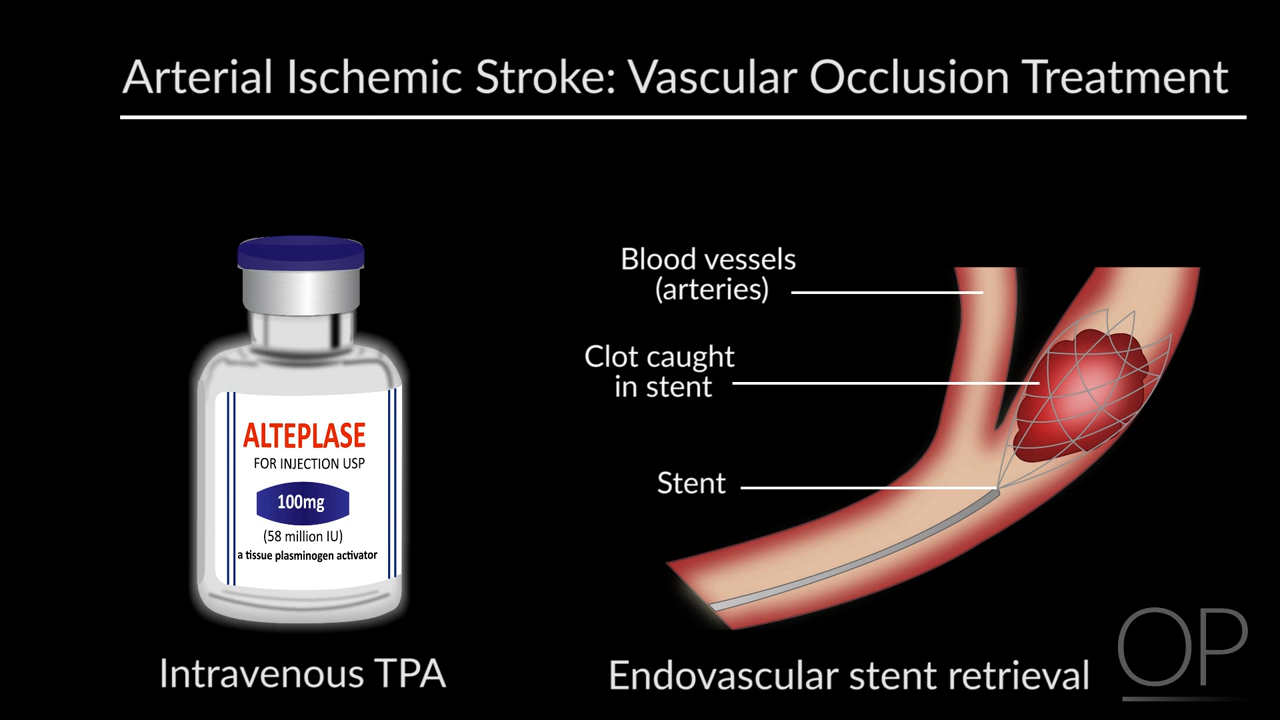 Arterial Ischemic Stroke: Vascular Occlusion Treatment
ALTEPLASE
FOR INJECTION USP
100mg
(58 million IU)
a tissue plasminogen activator
Intravenous TPA
Blood vessels
(arteries)
Clot caught
in stent
Stent
Endovascular stent retrieval
OP